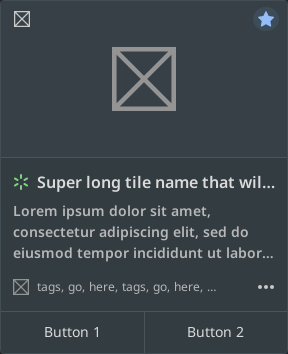 Super long tile name that wil...
Lorem ipsum dolor sit amet,
consectetur adipiscing elit, sed do
eiusmod tempor incididunt ut labor...
tags, go, here, tags, go, here, ...
Button 1
Button 2